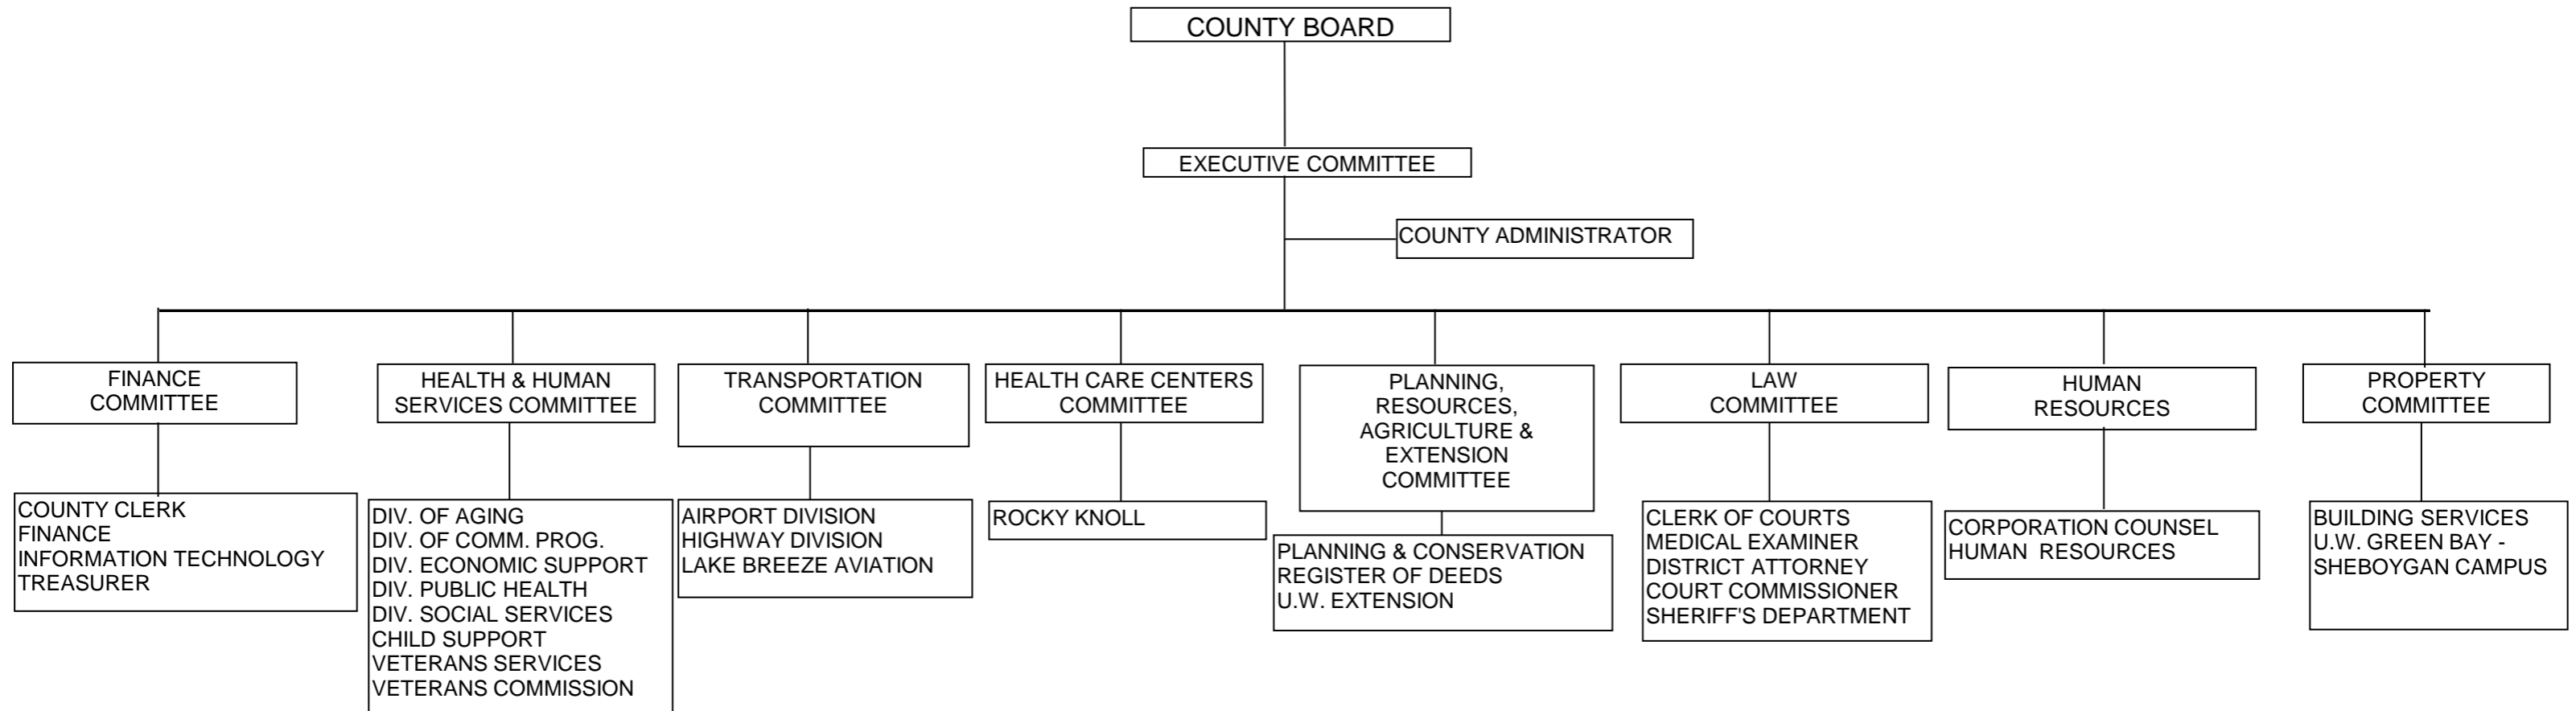 COUNTY BOARD
EXECUTIVE COMMITTEE
COUNTY ADMINISTRATOR
FINANCE
COMMITTEE
HEALTH & HUMAN
SERVICES COMMITTEE
TRANSPORTATION
COMMITTEE
HEALTH CARE CENTERS
COMMITTEE
PLANNING,
RESOURCES,
AGRICULTURE &
EXTENSION
COMMITTEE
LAW
COMMITTEE
HUMAN
RESOURCES
PROPERTY
COMMITTEE
COUNTY CLERK
FINANCE
INFORMATION TECHNOLOGY
TREASURER
DIV. OF AGING
DIV. OF COMM. PROG.
DIV. ECONOMIC SUPPORT
DIV. PUBLIC HEALTH
DIV. SOCIAL SERVICES
CHILD SUPPORT
VETERANS SERVICES
VETERANS COMMISSION
AIRPORT DIVISION
HIGHWAY DIVISION
LAKE BREEZE AVIATION
ROCKY KNOLL
PLANNING & CONSERVATION
REGISTER OF DEEDS
U.W. EXTENSION
CLERK OF COURTS
MEDICAL EXAMINER
DISTRICT ATTORNEY
COURT COMMISSIONER
SHERIFF'S DEPARTMENT
CORPORATION COUNSEL
HUMAN RESOURCES
BUILDING SERVICES
U.W. GREEN BAY -
SHEBOYGAN CAMPUS